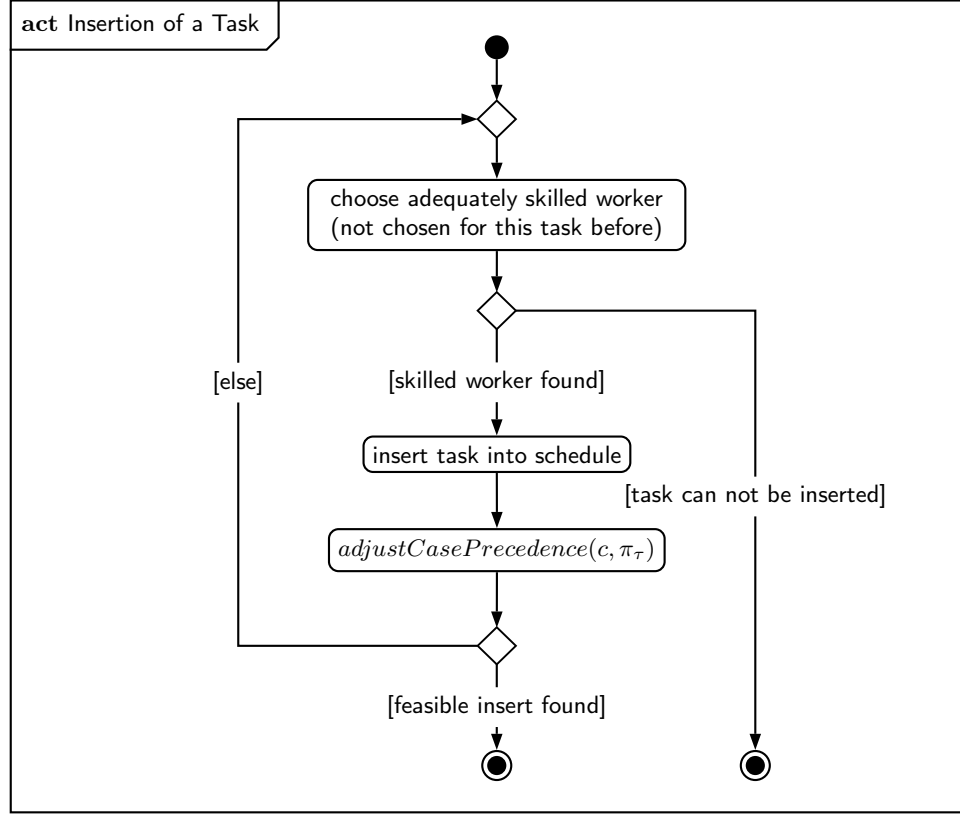 act Insertion of a Task
choose adequately skilled worker
(not chosen for this task before)
[else]
[skilled worker found]
insert task into schedule
[task can not be inserted]
adjustCasePrecedence(c, π_τ)
[feasible insert found]